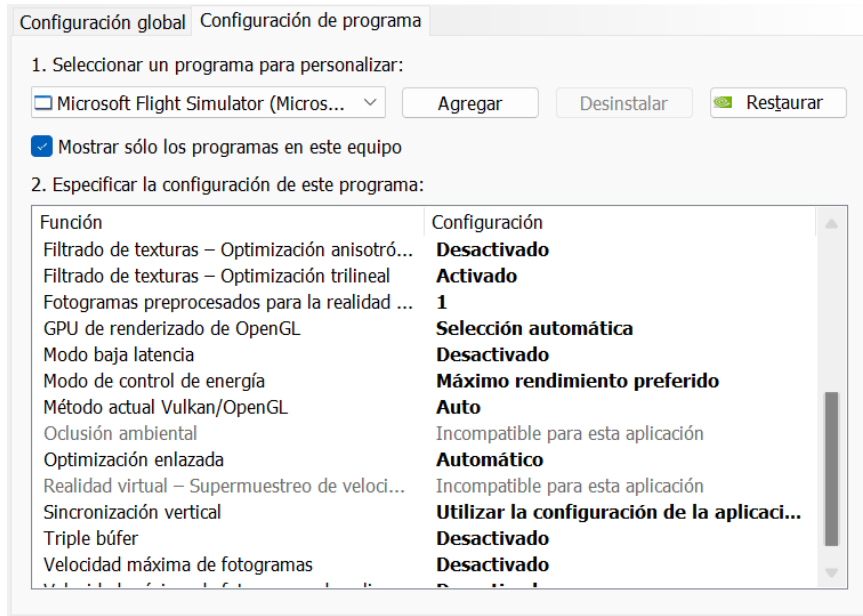 Configuración global Configuración de programa
1. Seleccionar un programa para personalizar:
Microsoft Flight Simulator (Micros... Agregar Desinstalar Restaurar
Mostrar sólo los programas en este equipo
2. Especificar la configuración de este programa:
Función Configuración
Filtrado de texturas – Optimización anisotró... Desactivado
Filtrado de texturas – Optimización trilineal Activado
Fotogramas preprocesados para la realidad ... 1
GPU de renderizado de OpenGL Selección automática
Modo baja latencia Desactivado
Modo de control de energía Máximo rendimiento preferido
Método actual Vulkan/OpenGL Auto
Oclusión ambiental Incompatible para esta aplicación
Optimización enlazada Automático
Realidad virtual – Supermuestreo de veloci... Incompatible para esta aplicación
Sincronización vertical Utilizar la configuración de la aplicaci...
Triple búfer Desactivado
Velocidad máxima de fotogramas Desactivado